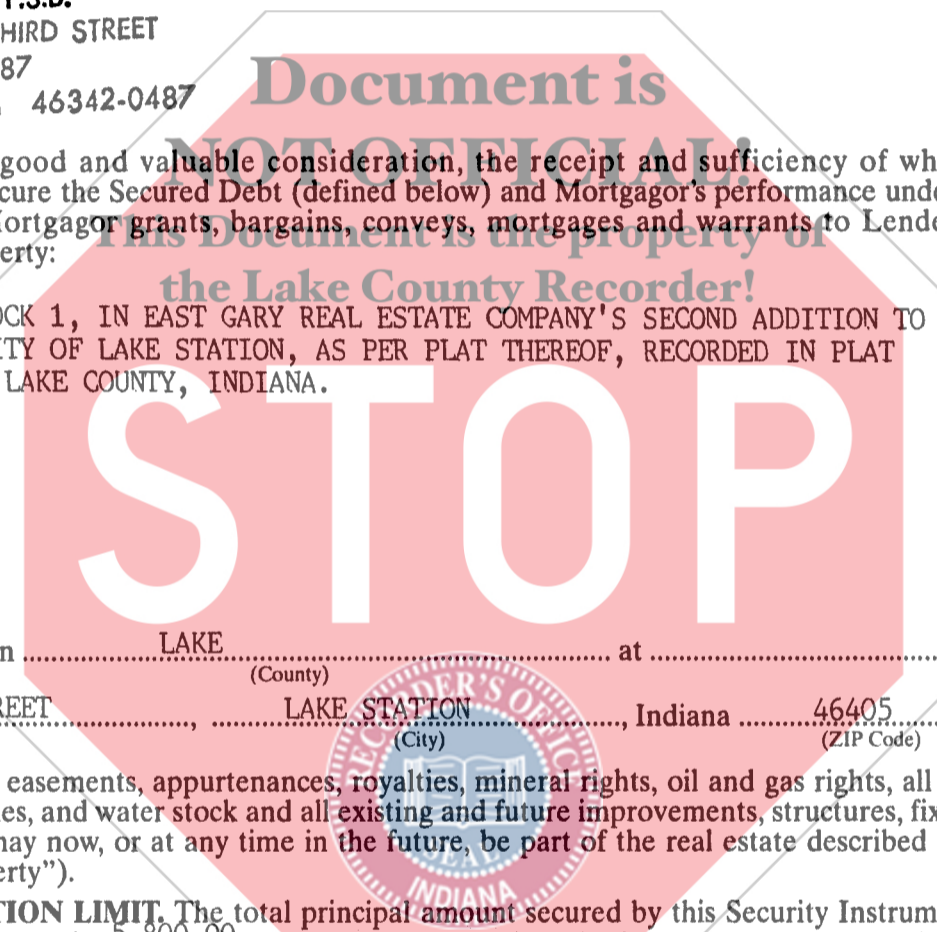 HIRD STREET
87
46342-0487
Document is
NOT OFFICIAL!
good and valuable consideration, the receipt and sufficiency of wh
cure the Secured Debt (defined below) and Mortgagor's performance unde
ortgagor grants, bargains, conveys, mortgages and warrants to Lende
This Document is the property of
erty:
the Lake County Recorder!
OCK 1, IN EAST GARY REAL ESTATE COMPANY'S SECOND ADDITION TO
ITY OF LAKE STATION, AS PER PLAT THEREOF, RECORDED IN PLAT
LAKE COUNTY, INDIANA.
STOP
n LAKE at
(County)
REET, LAKE STATION, Indiana 46405
(City) (ZIP Code)
RECORDER'S OFFIC
easements, appurtenances, royalties, mineral rights, oil and gas rights, all
es, and water stock and all existing and future improvements, structures, fix
may now, or at any time in the future, be part of the real estate described
SEAL
erty").
INDIANA
TION LIMIT. The total principal amount secured by this Security Instrum